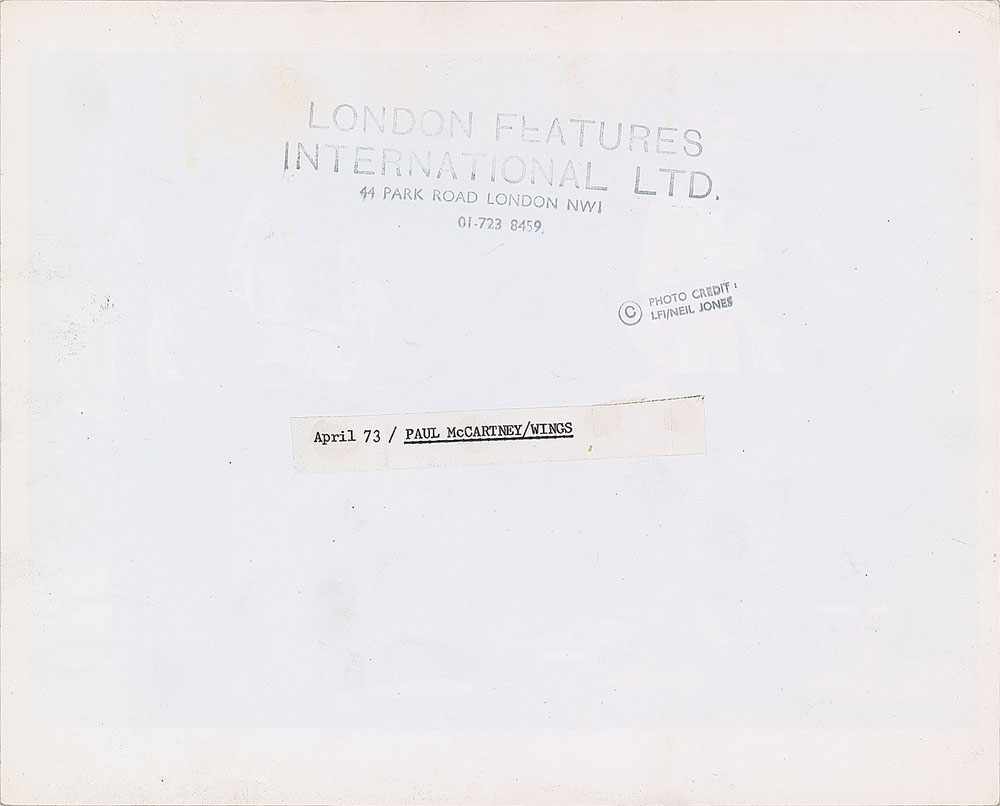 LONDON FEATURES
INTERNATIONAL LTD.
44 PARK ROAD LONDON NW1
01-723 8459.
© PHOTO CREDIT :
LFI/NEIL JONES
April 73 / PAUL McCARTNEY/WINGS